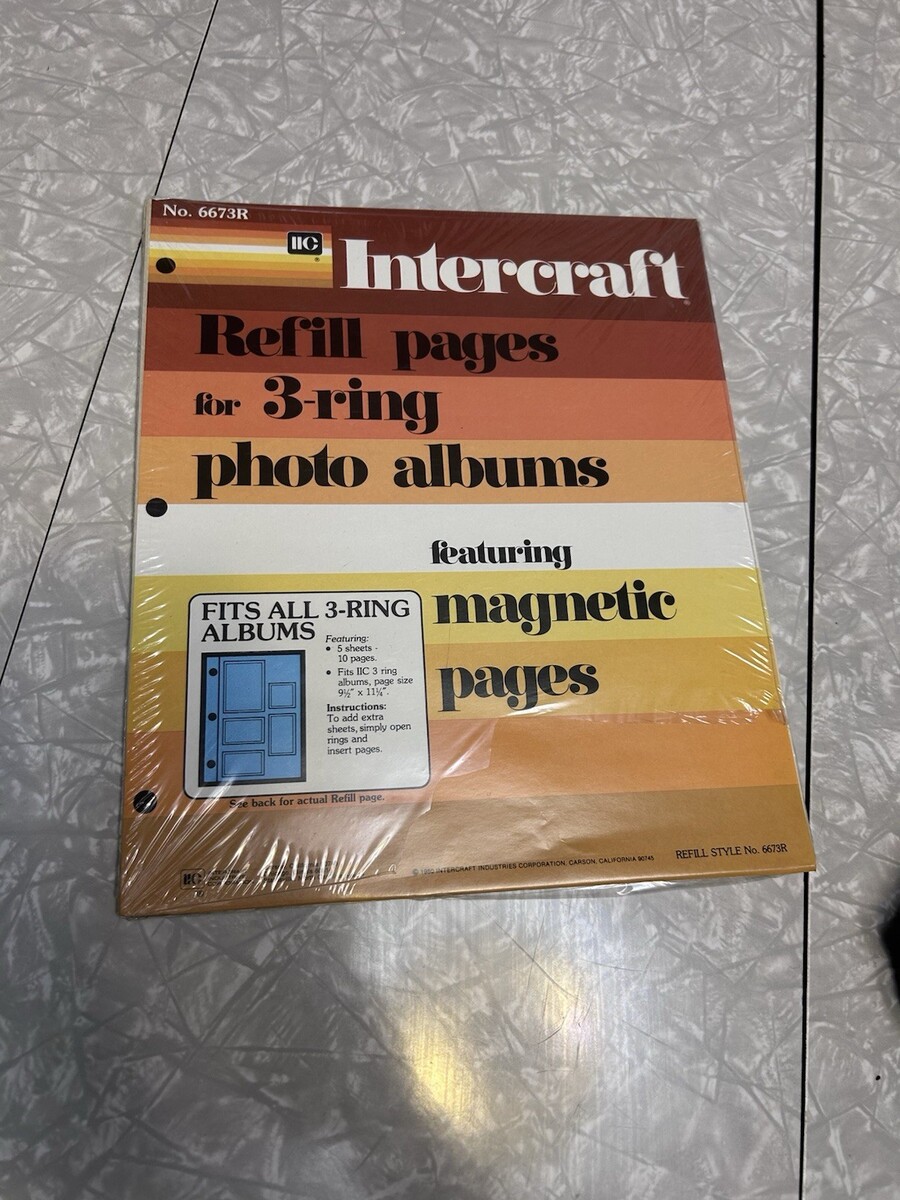 No. 6673R
IIC
Intercraft
Refill pages
for 3-ring
photo albums
featuring
magnetic
pages
FITS ALL 3-RING
ALBUMS
Featuring:
• 5 sheets -
10 pages.
• Fits IIC 3 ring
albums, page size
9½" x 11¼".
Instructions:
To add extra
sheets, simply open
rings and
insert pages.
See back for actual Refill page.
IIC
© 1980 INTERCRAFT INDUSTRIES CORPORATION, CARSON, CALIFORNIA 90745
REFILL STYLE No. 6673R